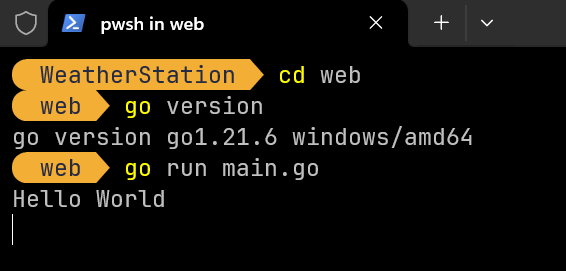 pwsh in web
WeatherStation cd web
web go version
go version go1.21.6 windows/amd64
web go run main.go
Hello World